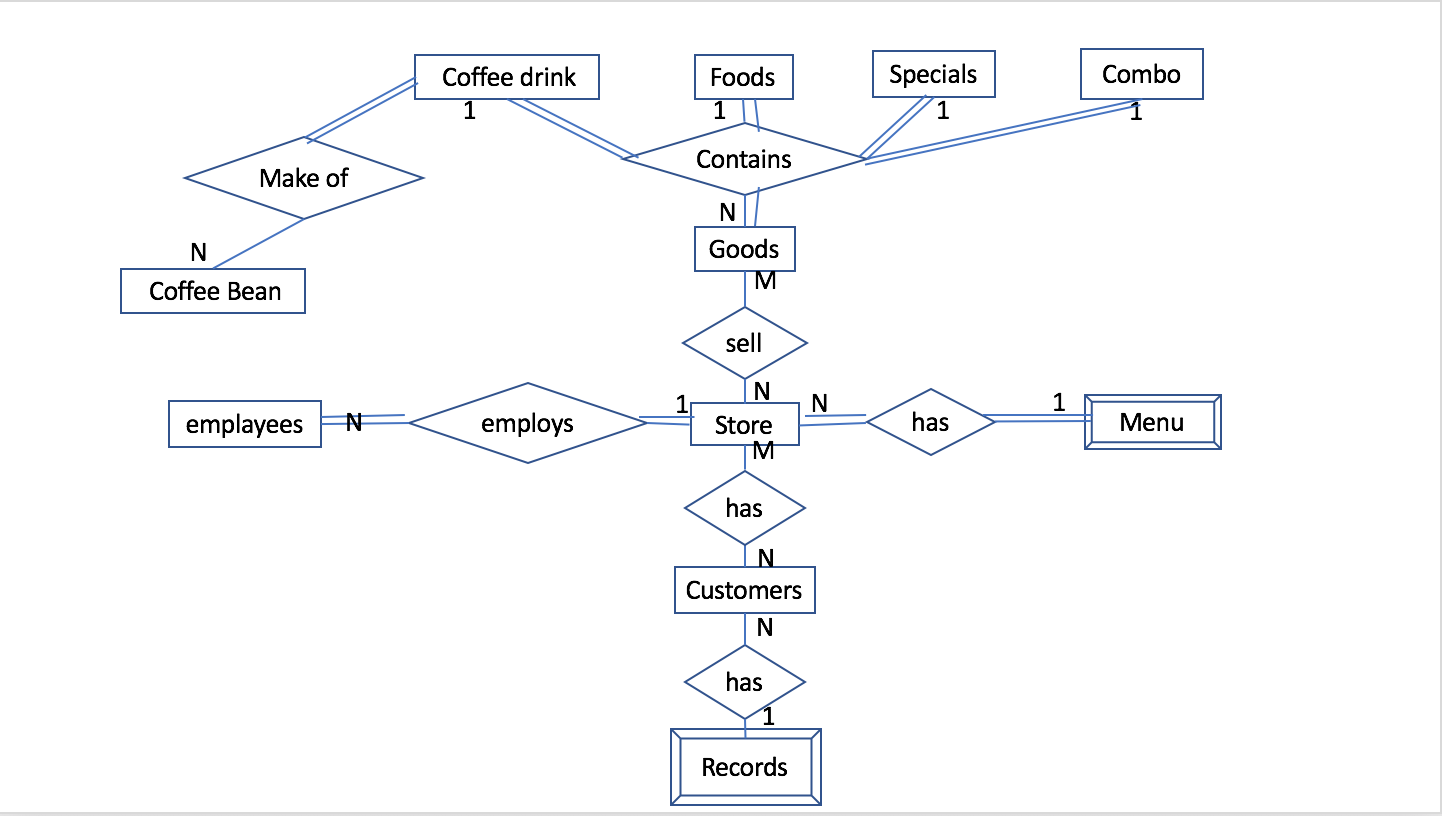 Coffee drink
Foods
Specials
Combo
1
1
1
1
Contains
Make of
N
N
Goods
Coffee Bean
M
sell
N
employees
N
employs
1
Store
N
has
1
Menu
M
has
N
Customers
N
has
1
Records